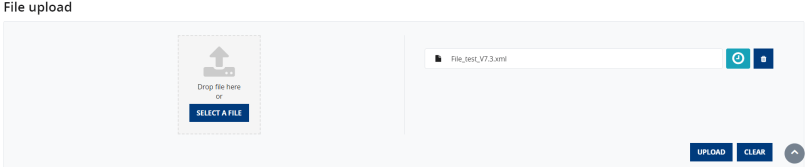 File upload
Drop file here
or
SELECT A FILE
File_test_V7.3.xml
UPLOAD
CLEAR